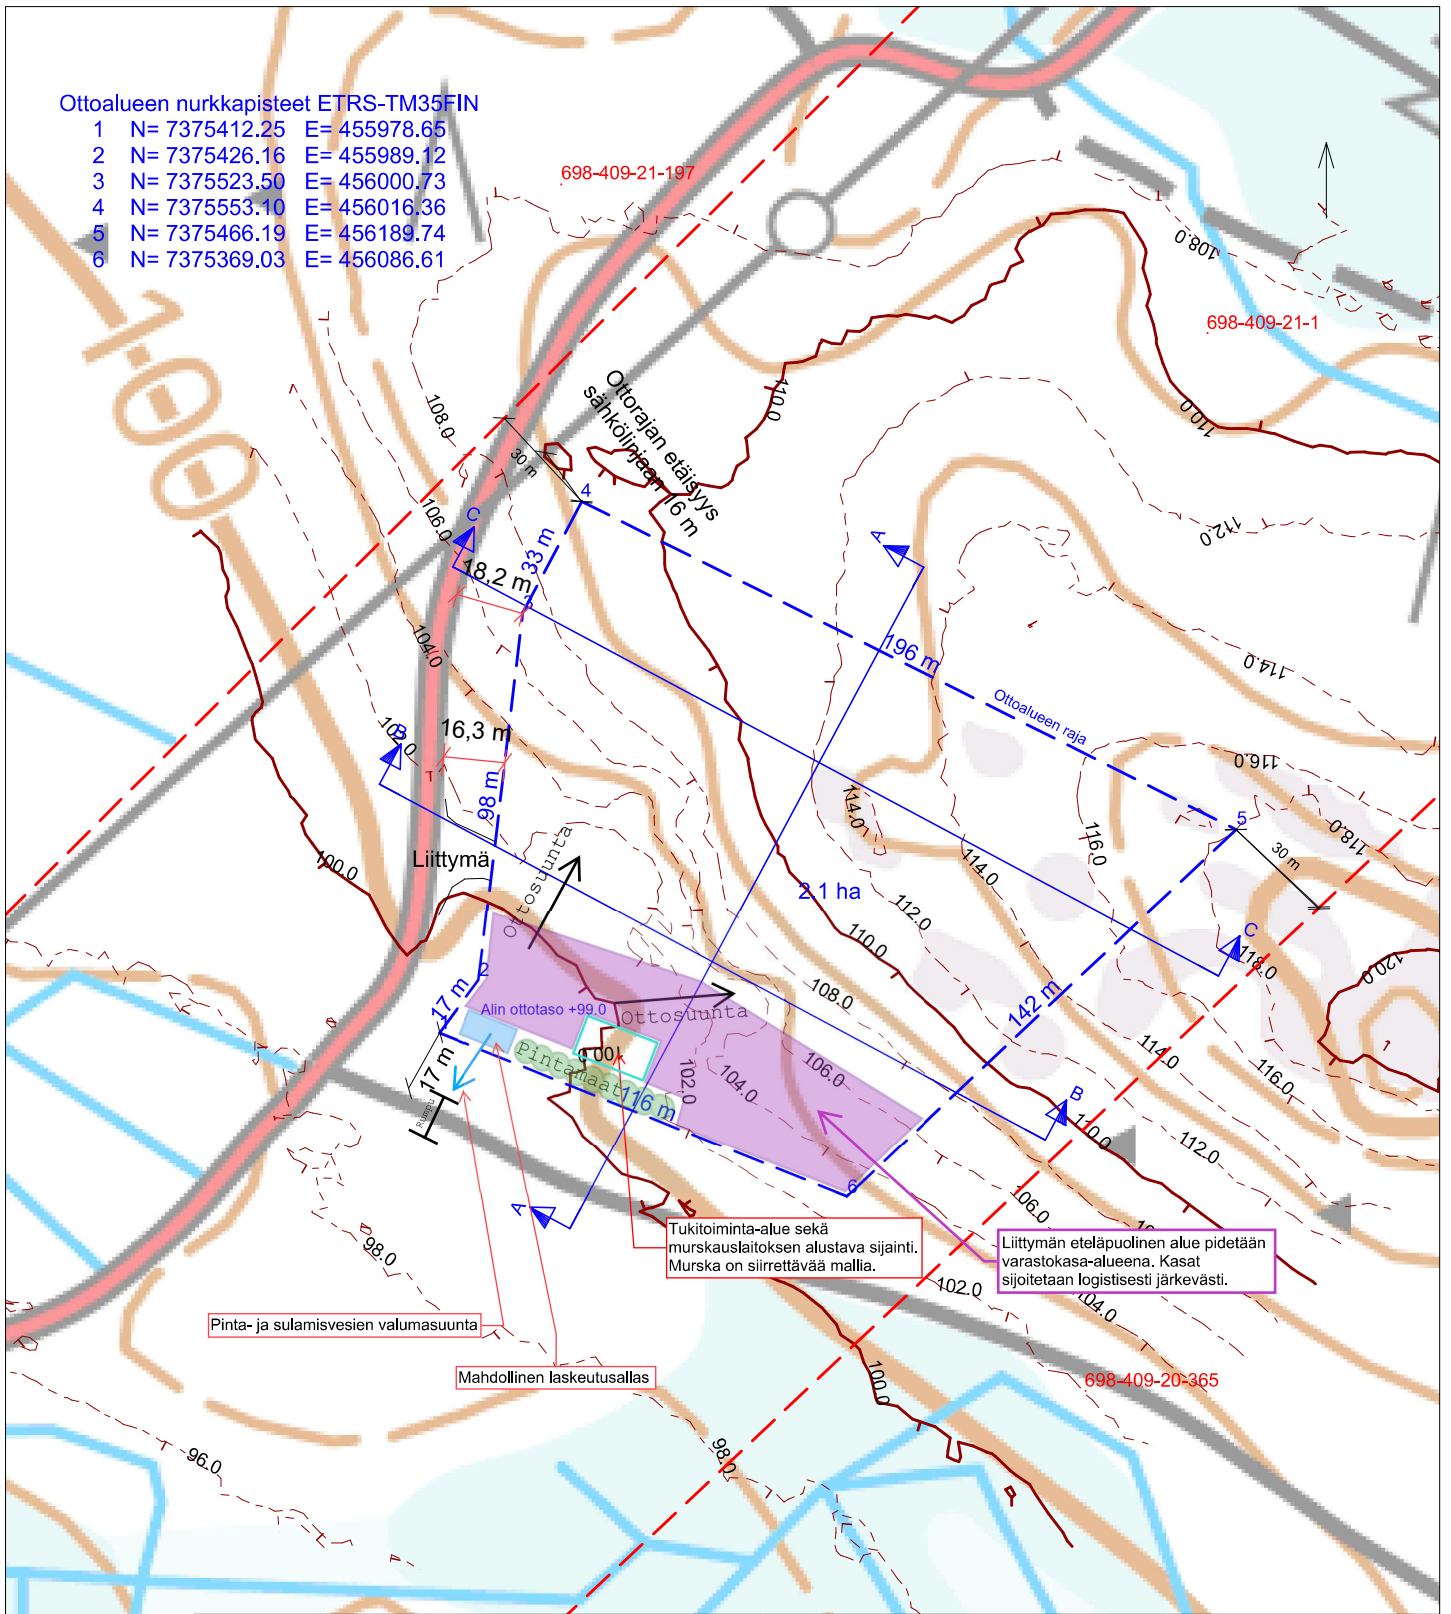 Ottoalueen nurkkapisteet ETRS-TM35FIN
1 N= 7375412.25 E= 455978.65
2 N= 7375426.16 E= 455989.12
3 N= 7375523.50 E= 456000.73
4 N= 7375553.10 E= 456016.36
5 N= 7375466.19 E= 456189.74
6 N= 7375369.03 E= 456086.61
698-409-21-197
108.0
698-409-21-1
100
Ottorajan etäisyys
sähkölinjaan 16 m
110.0
110.0
108.0
30 m
4
106.0
C
33 m
112.0
A
18,2 m
3
104.0
196 m
114.0
Ottoalueen raja
102.0
B
16,3 m
116.0
98 m
114.0
5
118.0
116.0
30 m
100.0
Liittymä
Ottosuunta
114.0
2,1 ha
112.0
110.0
C
118.0
120.0
2
108.0
17 m
Alin ottotaso +99.0
Ottosuunta
142 m
114.0
17 m
Pintamaat
100
102.0
104.0
106.0
116.0
116 m
Rumpu
B
110.0
112.0
6
106.0
A
Tukitoiminta-alue sekä
murskauslaitoksen alustava sijainti.
Murska on siirrettävää mallia.
Liittymän eteläpuolinen alue pidetään
varastokasa-alueena. Kasat
sijoitetaan logistisesti järkevästi.
98.0
102.0
104.0
Pinta- ja sulamisvesien valumasuunta
Mahdollinen laskeutusallas
100.0
698-409-20-365
96.0
98.0